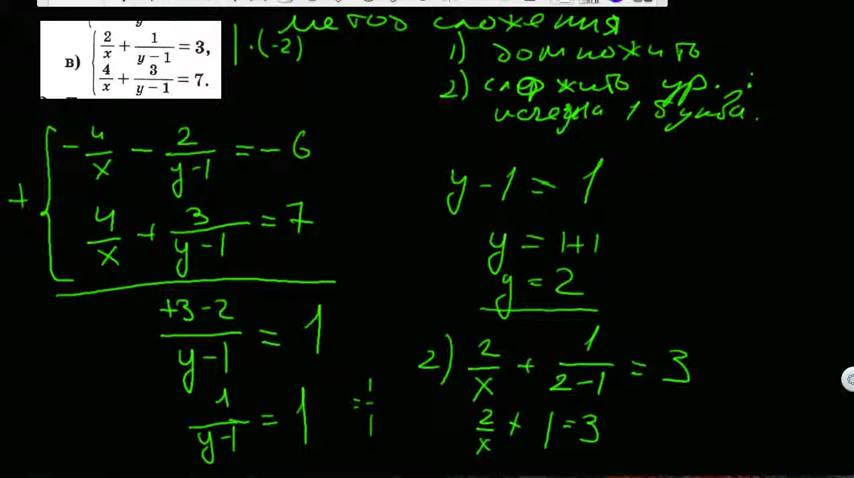 метод сложения
в) { 2/x + 1/(y − 1) = 3, | · (-2)
4/x + 3/(y − 1) = 7.
1) домножить
2) сложить ур.;
исчезла 1 буква.
+ { - 4/x - 2/(y-1) = - 6
4/x + 3/(y-1) = 7
(+3-2)/(y-1) = 1
1/(y-1) = 1 = 1/1
y-1 = 1
y = 1+1
y = 2
2) 2/x + 1/(2-1) = 3
2/x + 1 = 3